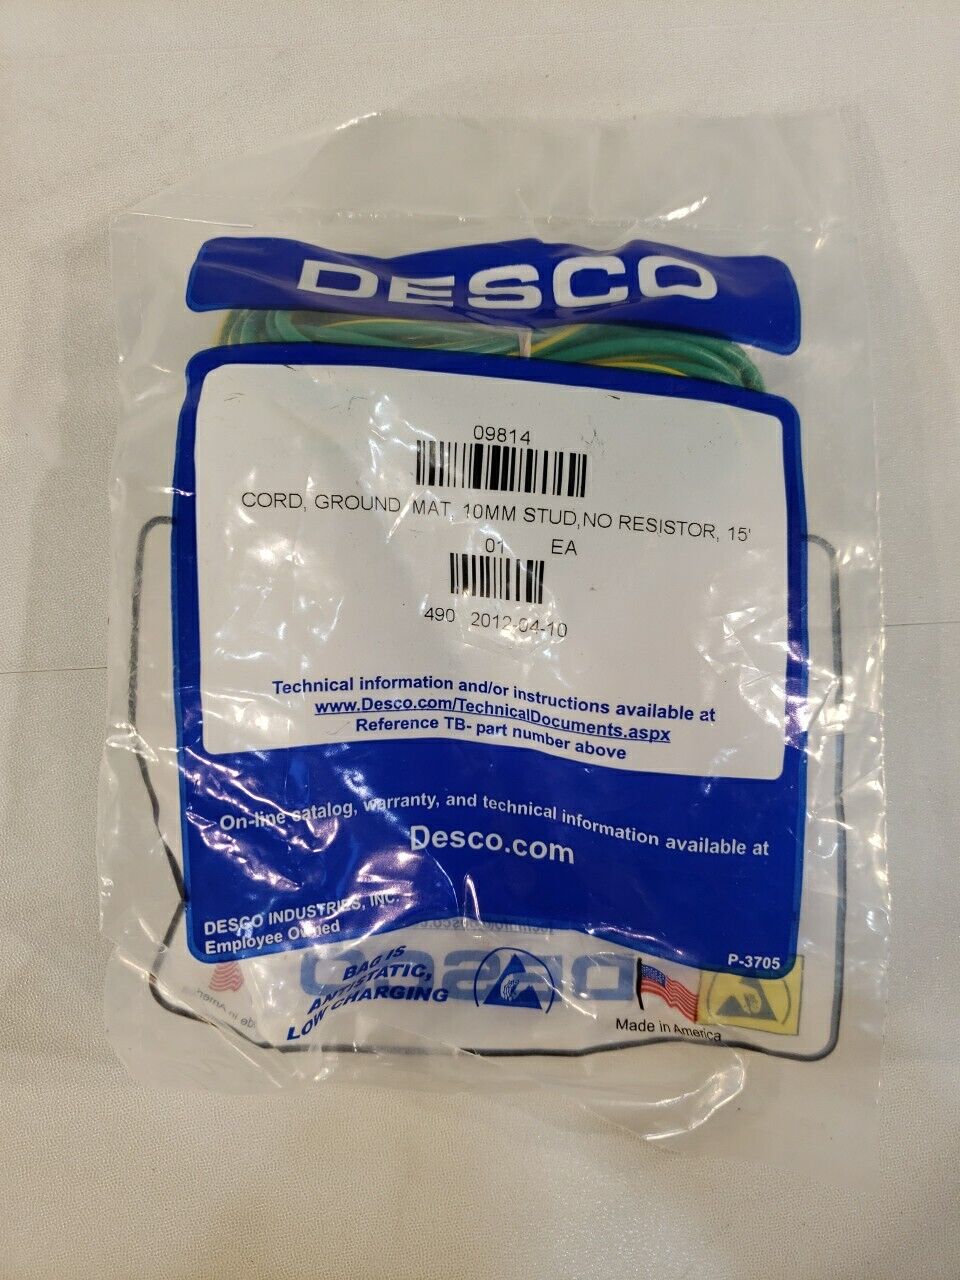 DESCO
09814
CORD, GROUND, MAT, 10MM STUD,NO RESISTOR, 15'
01 EA
490 2012-04-10
Technical information and/or instructions available at
www.Desco.com/TechnicalDocuments.aspx
Reference TB- part number above
On-line catalog, warranty, and technical information available at
Desco.com
DESCO INDUSTRIES, INC.
Employee Owned
P-3705
BAG IS
ANTISTATIC,
LOW CHARGING
DESCO
Made in America